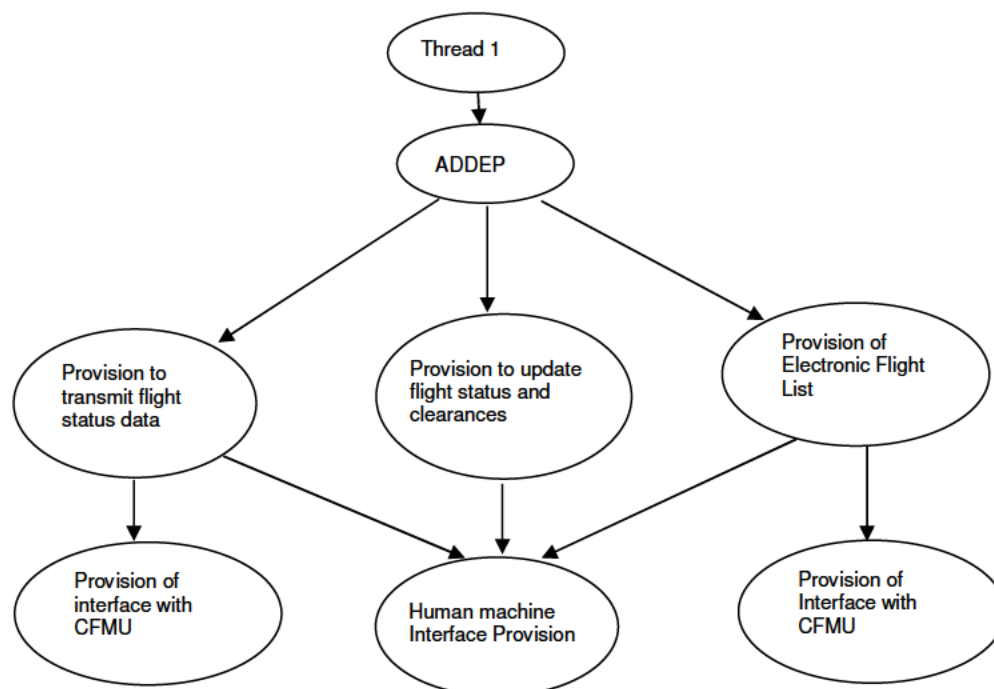 Thread 1
ADDEP
Provision to
transmit flight
status data
Provision to update
flight status and
clearances
Provision of
Electronic Flight
List
Provision of
interface with
CFMU
Human machine
Interface Provision
Provision of
Interface with
CFMU